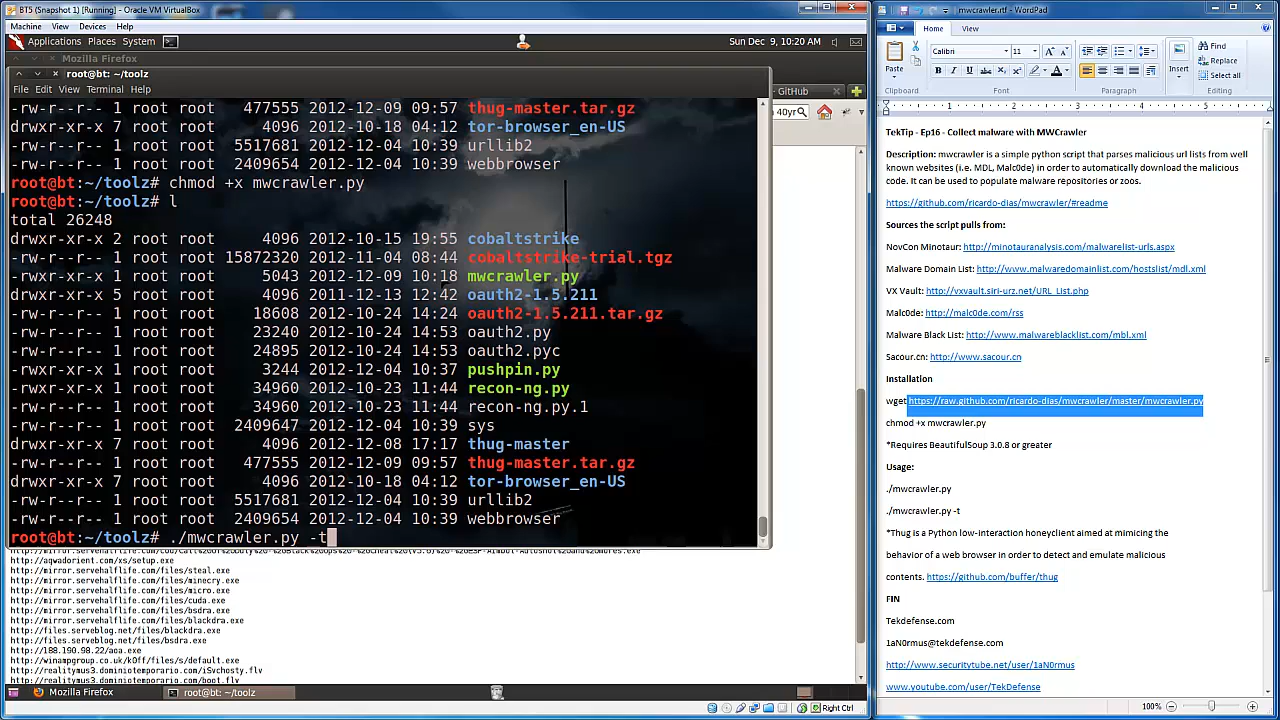 BT5 (Snapshot 1) [Running] - Oracle VM VirtualBox
Machine View Devices Help
Applications Places System
Sun Dec 9, 10:20 AM
Mozilla Firefox
root@bt: ~/toolz
File Edit View Terminal Help
GitHub
40yr
-rw-r--r-- 1 root root 477555 2012-12-09 09:57 thug-master.tar.gz
drwxr-xr-x 7 root root 4096 2012-10-18 04:12 tor-browser_en-US
-rw-r--r-- 1 root root 5517681 2012-12-04 10:39 urllib2
-rw-r--r-- 1 root root 2409654 2012-12-04 10:39 webbrowser
root@bt:~/toolz# chmod +x mwcrawler.py
root@bt:~/toolz# l
total 26248
drwxr-xr-x 2 root root 4096 2012-10-15 19:55 cobaltstrike
-rw-r--r-- 1 root root 15872320 2012-11-04 08:44 cobaltstrike-trial.tgz
-rwxr-xr-x 1 root root 5043 2012-12-09 10:18 mwcrawler.py
drwxr-xr-x 5 root root 4096 2011-12-13 12:42 oauth2-1.5.211
-rw-r--r-- 1 root root 18608 2012-10-24 14:24 oauth2-1.5.211.tar.gz
-rw-r--r-- 1 root root 23240 2012-10-24 14:53 oauth2.py
-rw-r--r-- 1 root root 24895 2012-10-24 14:53 oauth2.pyc
-rwxr-xr-x 1 root root 3244 2012-12-04 10:37 pushpin.py
-rwxr-xr-x 1 root root 34960 2012-10-23 11:44 recon-ng.py
-rw-r--r-- 1 root root 34960 2012-10-23 11:44 recon-ng.py.1
-rw-r--r-- 1 root root 2409647 2012-12-04 10:39 sys
drwxr-xr-x 7 root root 4096 2012-12-08 17:17 thug-master
-rw-r--r-- 1 root root 477555 2012-12-09 09:57 thug-master.tar.gz
drwxr-xr-x 7 root root 4096 2012-10-18 04:12 tor-browser_en-US
-rw-r--r-- 1 root root 5517681 2012-12-04 10:39 urllib2
-rw-r--r-- 1 root root 2409654 2012-12-04 10:39 webbrowser
root@bt:~/toolz# ./mwcrawler.py -t
http://aqwadorient.com/xs/setup.exe
http://mirror.servehalflife.com/files/steal.exe
http://mirror.servehalflife.com/files/minecry.exe
http://mirror.servehalflife.com/files/micro.exe
http://mirror.servehalflife.com/files/cuda.exe
http://mirror.servehalflife.com/files/bsdra.exe
http://mirror.servehalflife.com/files/blackdra.exe
http://files.serveblog.net/files/blackdra.exe
http://files.serveblog.net/files/bsdra.exe
http://188.190.98.22/aoa.exe
http://winampgroup.co.uk/kOff/files/s/default.exe
http://realitymus3.dominiotemporario.com/iSvchosty.flv
http://realitymus3.dominiotemporario.com/boot.flv
Mozilla Firefox
root@bt: ~/toolz
Right Ctrl
mwcrawler.rtf - WordPad
Home View
Paste
Calibri 11
Insert
Find
Replace
Select all
Clipboard Font Paragraph Editing
1 2 3 4 5
TekTip - Ep16 - Collect malware with MWCrawler
Description: mwcrawler is a simple python script that parses malicious url lists from well
known websites (i.e. MDL, Malc0de) in order to automatically download the malicious
code. It can be used to populate malware repositories or zoos.
https://github.com/ricardo-dias/mwcrawler/#readme
Sources the script pulls from:
NovCon Minotaur: http://minotauranalysis.com/malwarelist-urls.aspx
Malware Domain List: http://www.malwaredomainlist.com/hostslist/mdl.xml
VX Vault: http://vxvault.siri-urz.net/URL_List.php
Malc0de: http://malc0de.com/rss
Malware Black List: http://www.malwareblacklist.com/mbl.xml
Sacour.cn: http://www.sacour.cn
Installation
wget https://raw.github.com/ricardo-dias/mwcrawler/master/mwcrawler.py
chmod +x mwcrawler.py
*Requires BeautifulSoup 3.0.8 or greater
Usage:
./mwcrawler.py
./mwcrawler.py -t
*Thug is a Python low-interaction honeyclient aimed at mimicing the
behavior of a web browser in order to detect and emulate malicious
contents. https://github.com/buffer/thug
FIN
Tekdefense.com
1aN0rmus@tekdefense.com
http://www.securitytube.net/user/1aN0rmus
www.youtube.com/user/TekDefense
100%